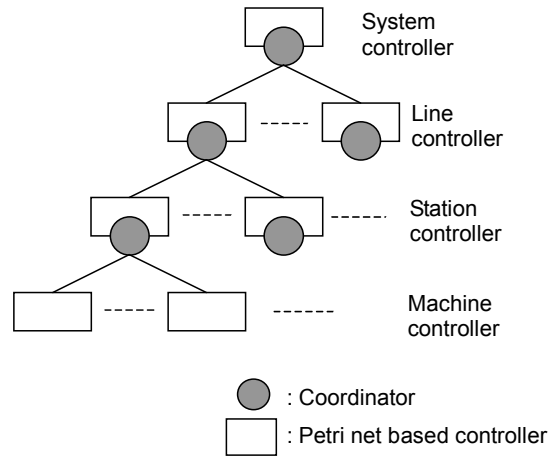 System
controller
Line
controller
Station
controller
Machine
controller
: Coordinator
: Petri net based controller